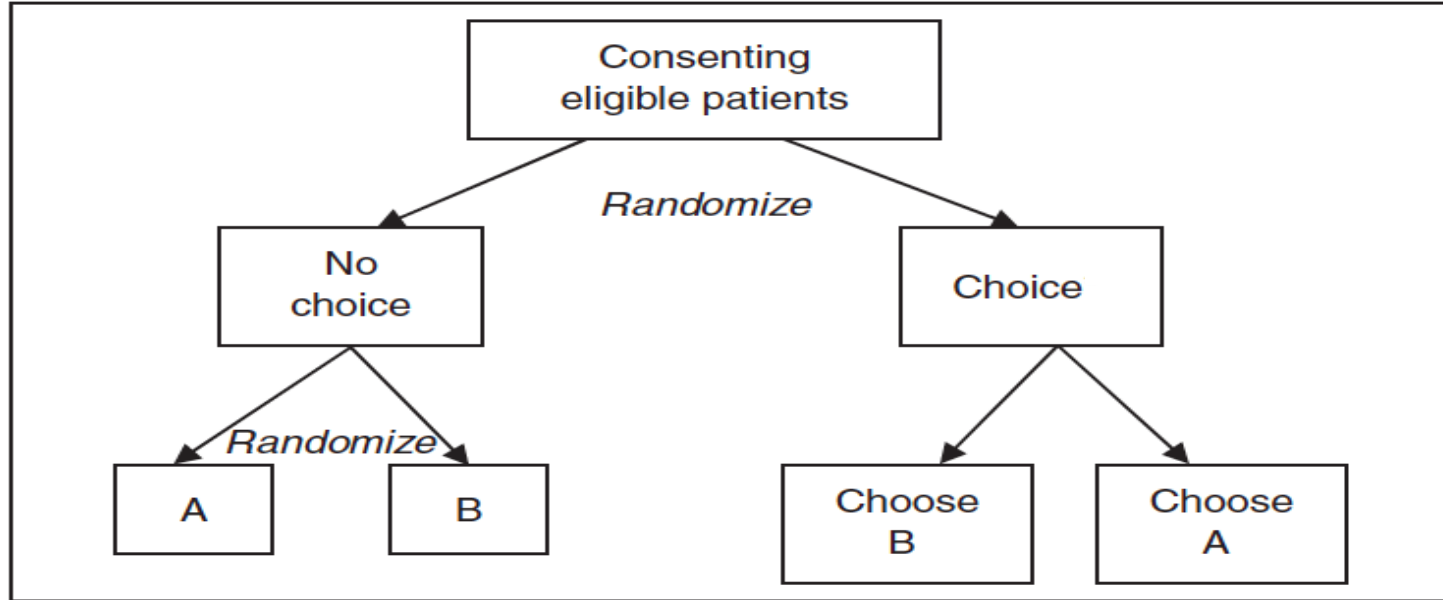 Consenting
eligible patients
Randomize
No
choice
Choice
Randomize
A
B
Choose
B
Choose
A